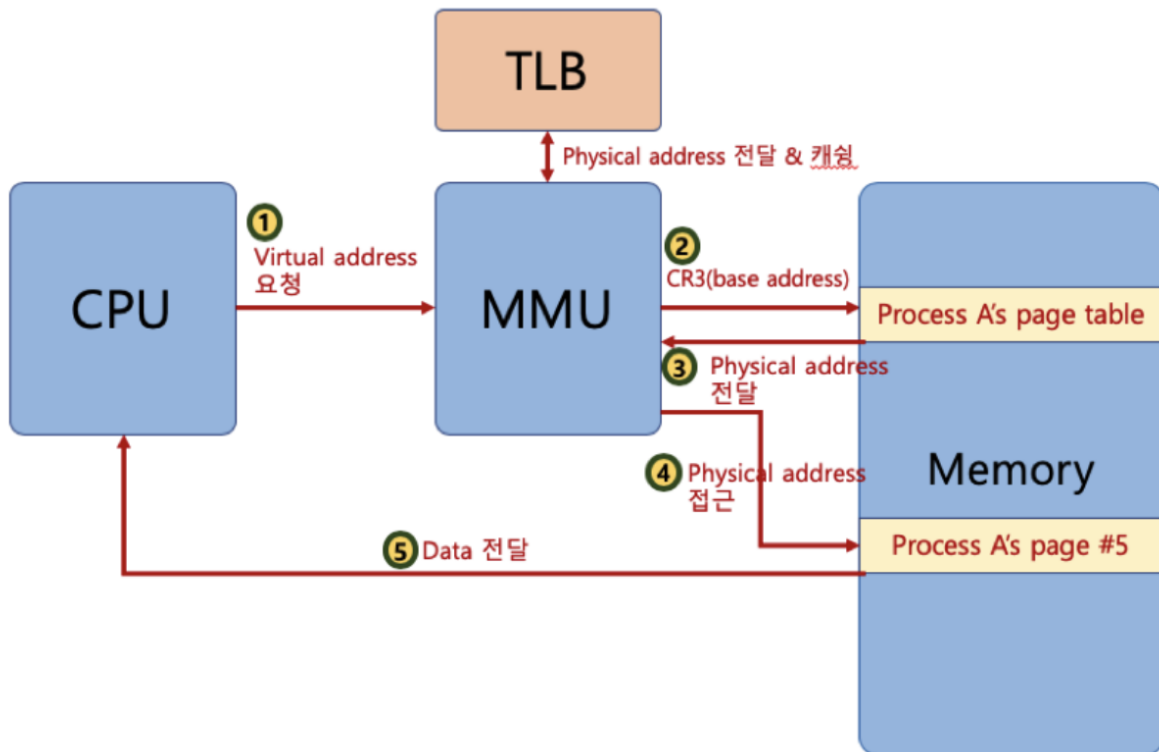 TLB
Physical address 전달 & 캐슁
1
Virtual address
요청
2
CR3(base address)
CPU
MMU
Process A's page table
3
Physical address
전달
4
Physical address
접근
Memory
5
Data 전달
Process A's page #5